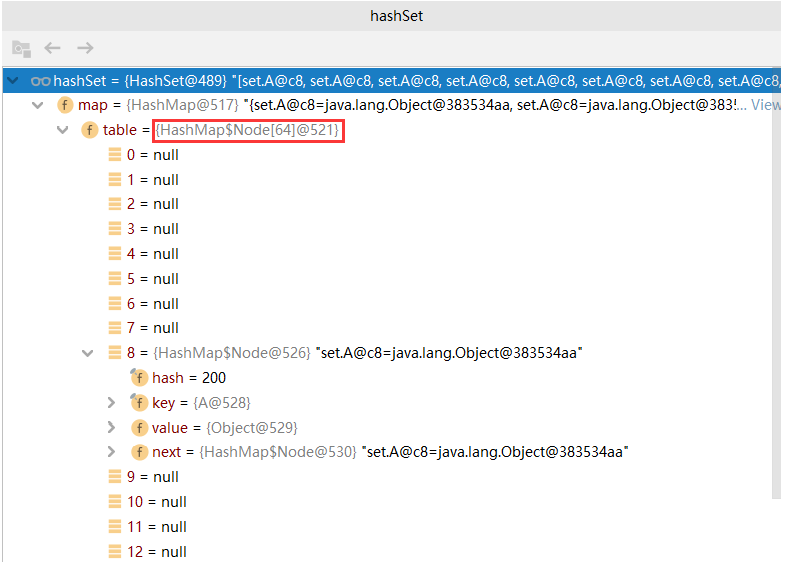 hashSet
hashSet = {HashSet@489} "[set.A@c8, set.A@c8, set.A@c8, set.A@c8, set.A@c8, set.A@c8, set.A@c8, set.A@c8,
f map = {HashMap@517} "{set.A@c8=java.lang.Object@383534aa, set.A@c8=java.lang.Object@383!... View
f table = {HashMap$Node[64]@521}
0 = null
1 = null
2 = null
3 = null
4 = null
5 = null
6 = null
7 = null
8 = {HashMap$Node@526} "set.A@c8=java.lang.Object@383534aa"
f hash = 200
f key = {A@528}
f value = {Object@529}
f next = {HashMap$Node@530} "set.A@c8=java.lang.Object@383534aa"
9 = null
10 = null
11 = null
12 = null